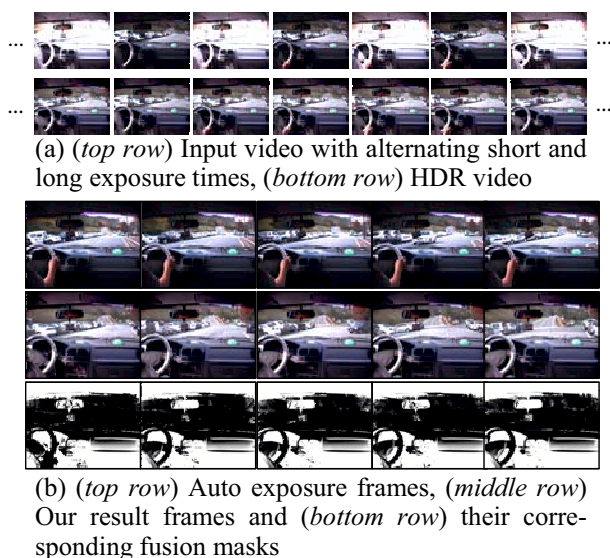 ... ...
... ...
(a) (top row) Input video with alternating short and
long exposure times, (bottom row) HDR video
(b) (top row) Auto exposure frames, (middle row)
Our result frames and (bottom row) their corre-
sponding fusion masks